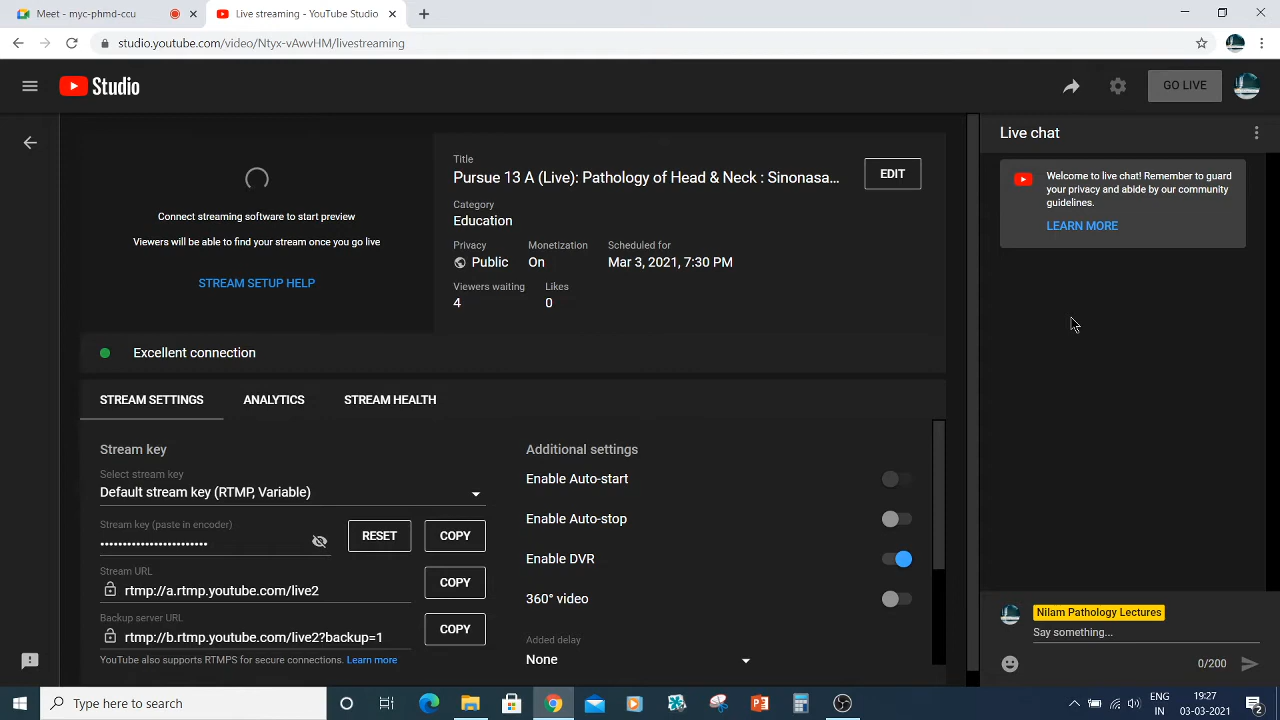 Meet - myc-phmd-ccu
Live streaming - YouTube Studio
studio.youtube.com/video/Ntyx-vAwvHM/livestreaming
Studio
GO LIVE
Connect streaming software to start preview
Viewers will be able to find your stream once you go live
STREAM SETUP HELP
Title
Pursue 13 A (Live): Pathology of Head & Neck : Sinonasa...
EDIT
Category
Education
Privacy Monetization Scheduled for
Public On Mar 3, 2021, 7:30 PM
Viewers waiting Likes
4 0
Excellent connection
STREAM SETTINGS ANALYTICS STREAM HEALTH
Stream key
Select stream key
Default stream key (RTMP, Variable)
Stream key (paste in encoder)
••••••••••••••••••••••••
RESET COPY
Stream URL
rtmp://a.rtmp.youtube.com/live2
COPY
Backup server URL
rtmp://b.rtmp.youtube.com/live2?backup=1
COPY
YouTube also supports RTMPS for secure connections. Learn more
Additional settings
Enable Auto-start
Enable Auto-stop
Enable DVR
360° video
Added delay
None
Live chat
Welcome to live chat! Remember to guard
your privacy and abide by our community
guidelines.
LEARN MORE
Nilam Pathology Lectures
Say something...
0/200
Type here to search
ENG
IN
19:27
03-03-2021
2